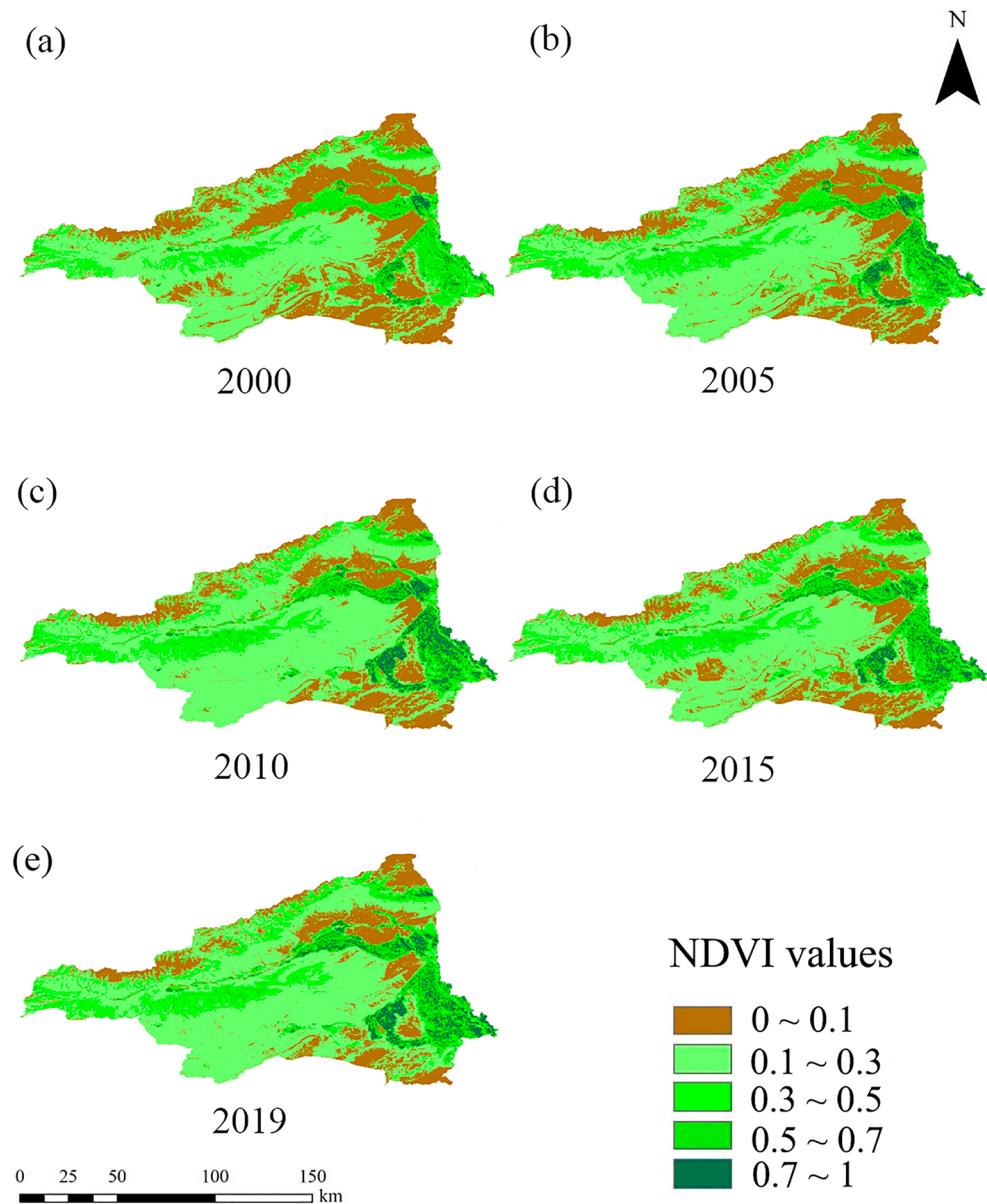 (a)
(b)
N
2000
2005
(c)
(d)
2010
2015
(e)
2019
NDVI values
0 ~ 0.1
0.1 ~ 0.3
0.3 ~ 0.5
0.5 ~ 0.7
0.7 ~ 1
0 25 50 100 150
km